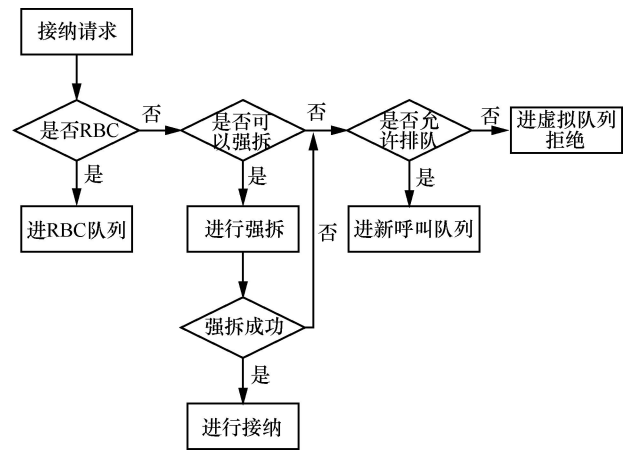 接纳请求
是否RBC
否
是否可
以强拆
否
是否允
许排队
否
进虚拟队列
拒绝
是
是
是
进RBC队列
进行强拆
否
进新呼叫队列
强拆成功
是
进行接纳